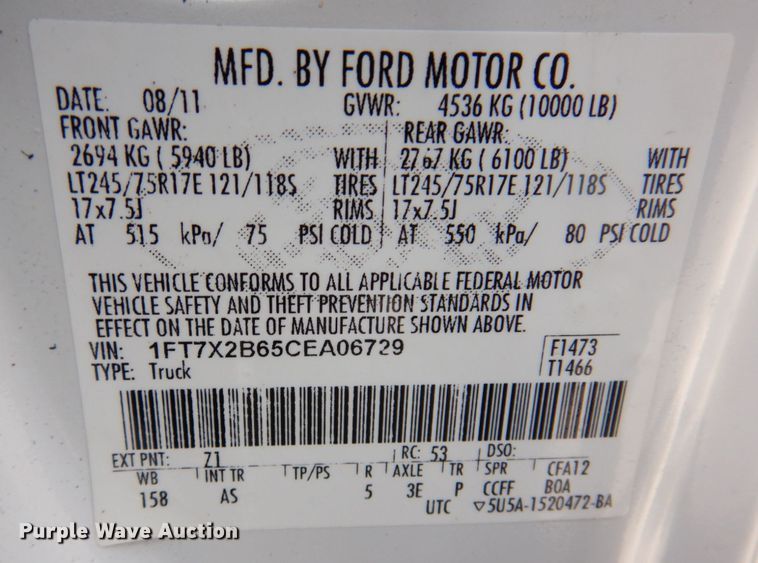 MFD. BY FORD MOTOR CO.
DATE: 08/11 GVWR: 4536 KG (10000 LB)
FRONT GAWR: REAR GAWR:
2694 KG ( 5940 LB) WITH 2767 KG ( 6100 LB) WITH
LT245/75R17E 121/118S TIRES LT245/75R17E 121/118S TIRES
17x7.5J RIMS 17x7.5J RIMS
AT 515 kPa/ 75 PSI COLD AT 550 kPa/ 80 PSI COLD
THIS VEHICLE CONFORMS TO ALL APPLICABLE FEDERAL MOTOR
VEHICLE SAFETY AND THEFT PREVENTION STANDARDS IN
EFFECT ON THE DATE OF MANUFACTURE SHOWN ABOVE.
VIN: 1FT7X2B65CEA06729 F1473
TYPE: Truck T1466
EXT PNT: Z1 RC: 53 DSO:
WB INT TR TP/PS R AXLE TR SPR CFA12
158 AS 5 3E P CCFF BOA
UTC ▽5U5A-1520472-BA
Purple Wave Auction